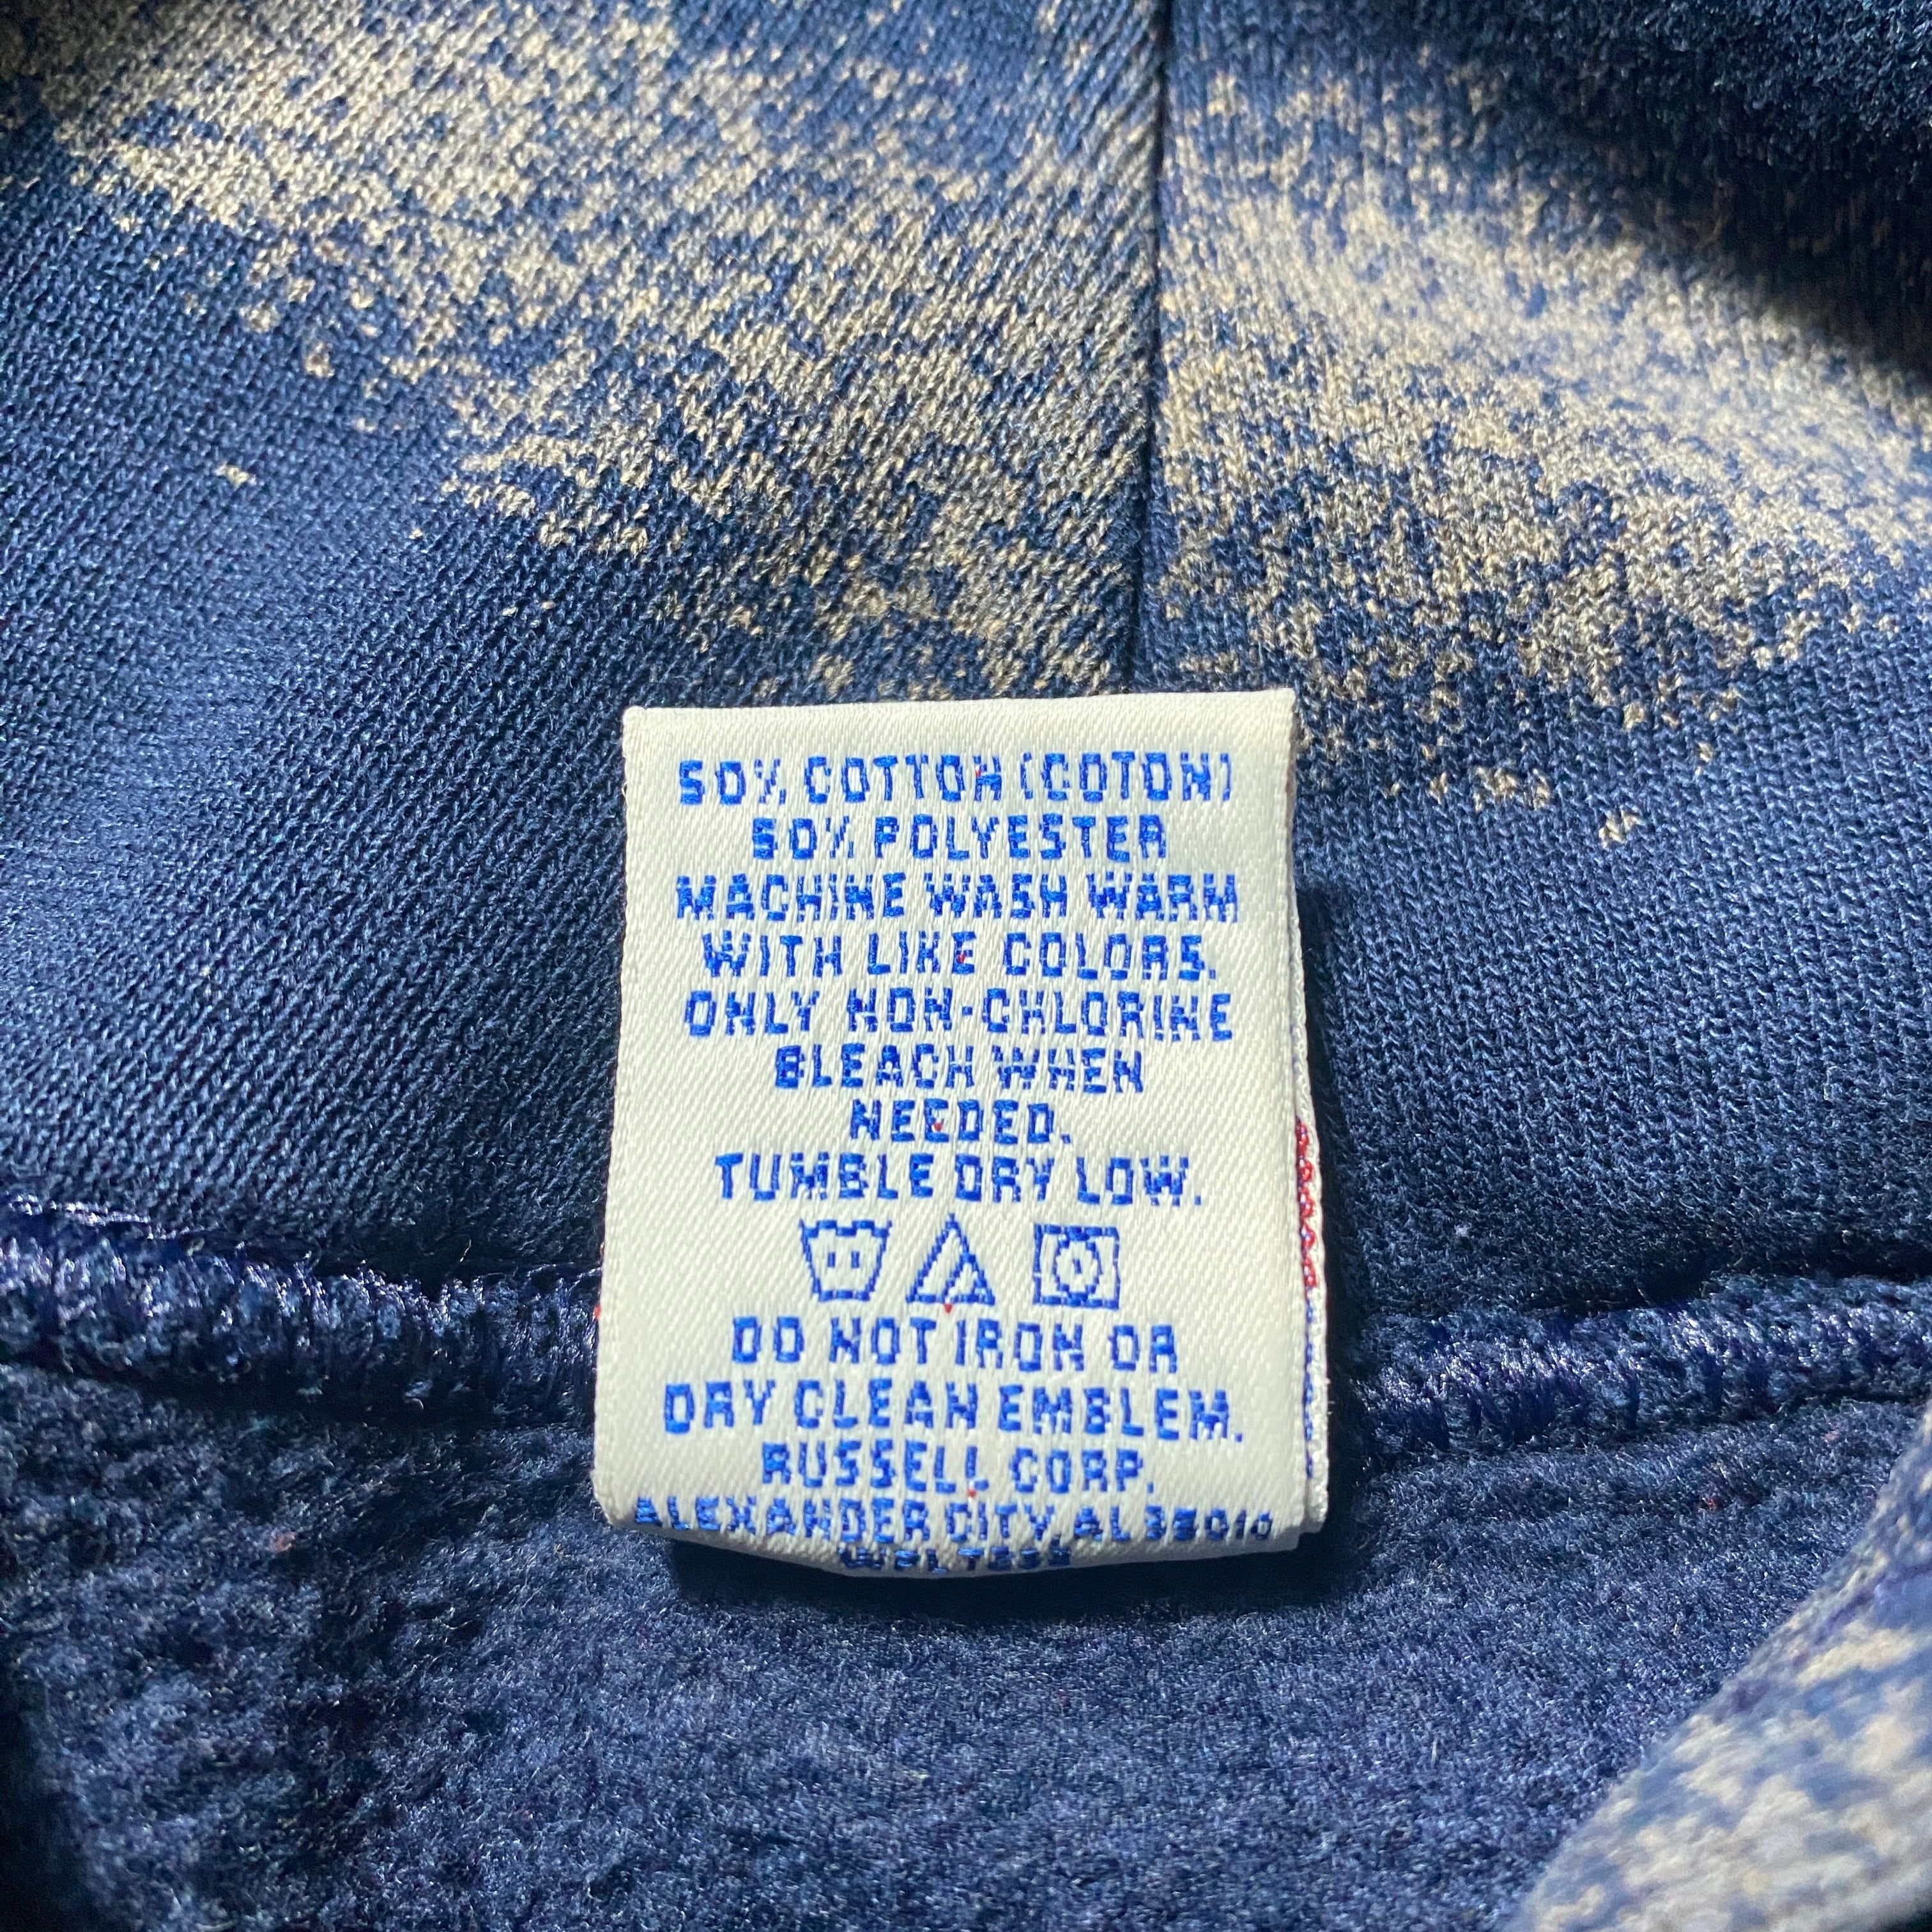 50% COTTON (COTON)
50% POLYESTER
MACHINE WASH WARM
WITH LIKE COLORS.
ONLY NON-CHLORINE
BLEACH WHEN
NEEDED.
TUMBLE DRY LOW.
DO NOT IRON OR
DRY CLEAN EMBLEM.
RUSSELL CORP.
ALEXANDER CITY, AL 35010